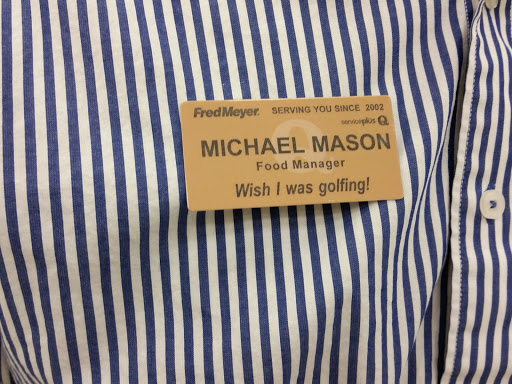 FredMeyer. SERVING YOU SINCE 2002
serviceplus Q
MICHAEL MASON
Food Manager
Wish I was golfing!